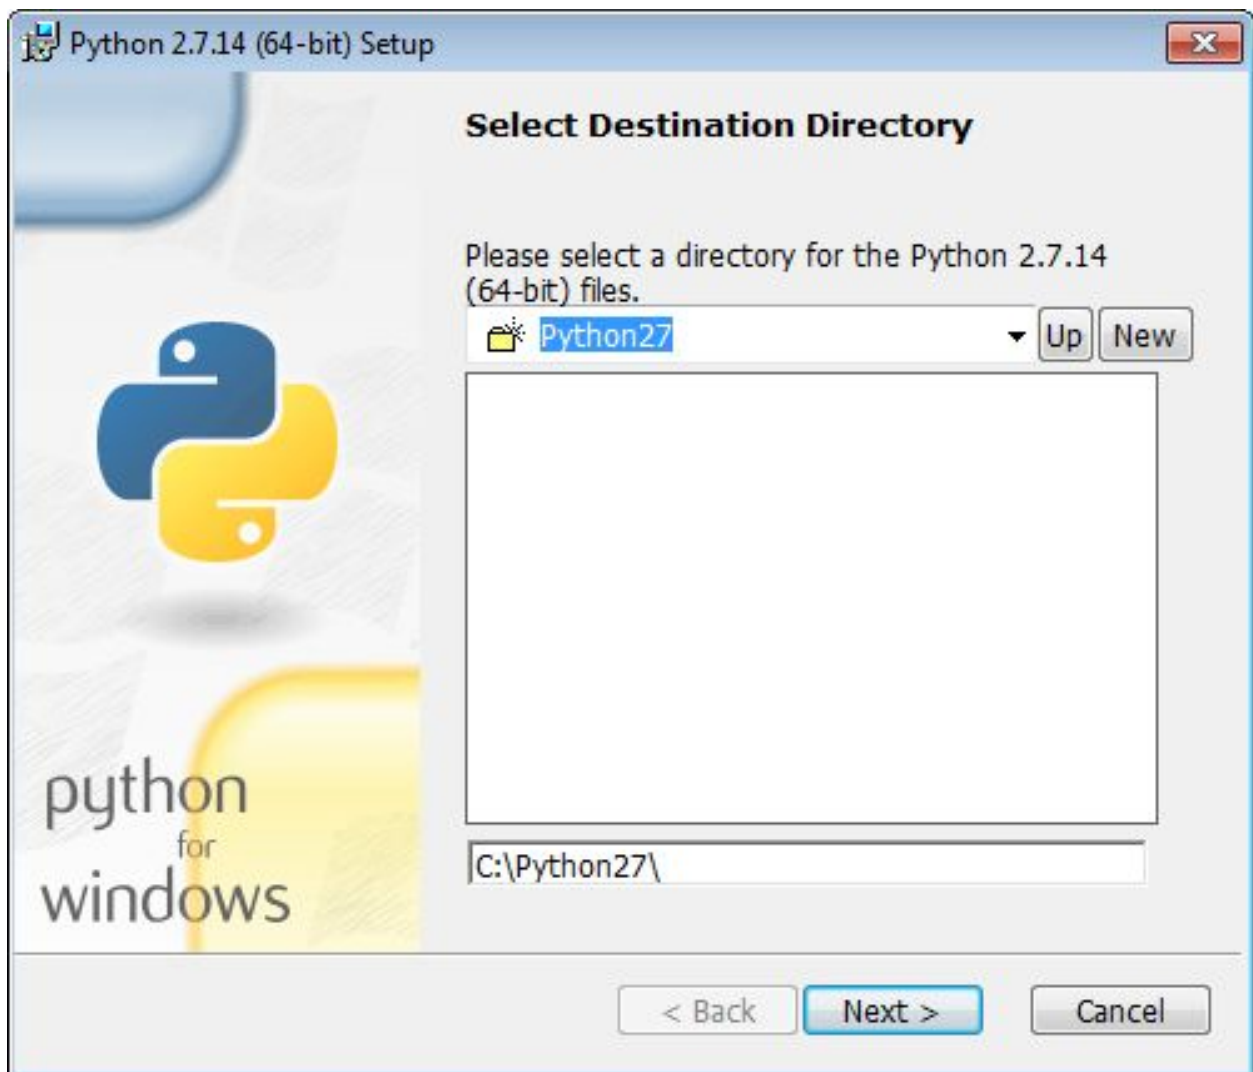 Python 2.7.14 (64-bit) Setup
Select Destination Directory
Please select a directory for the Python 2.7.14
(64-bit) files.
Python27
Up
New
C:\Python27\
python
for
windows
< Back
Next >
Cancel